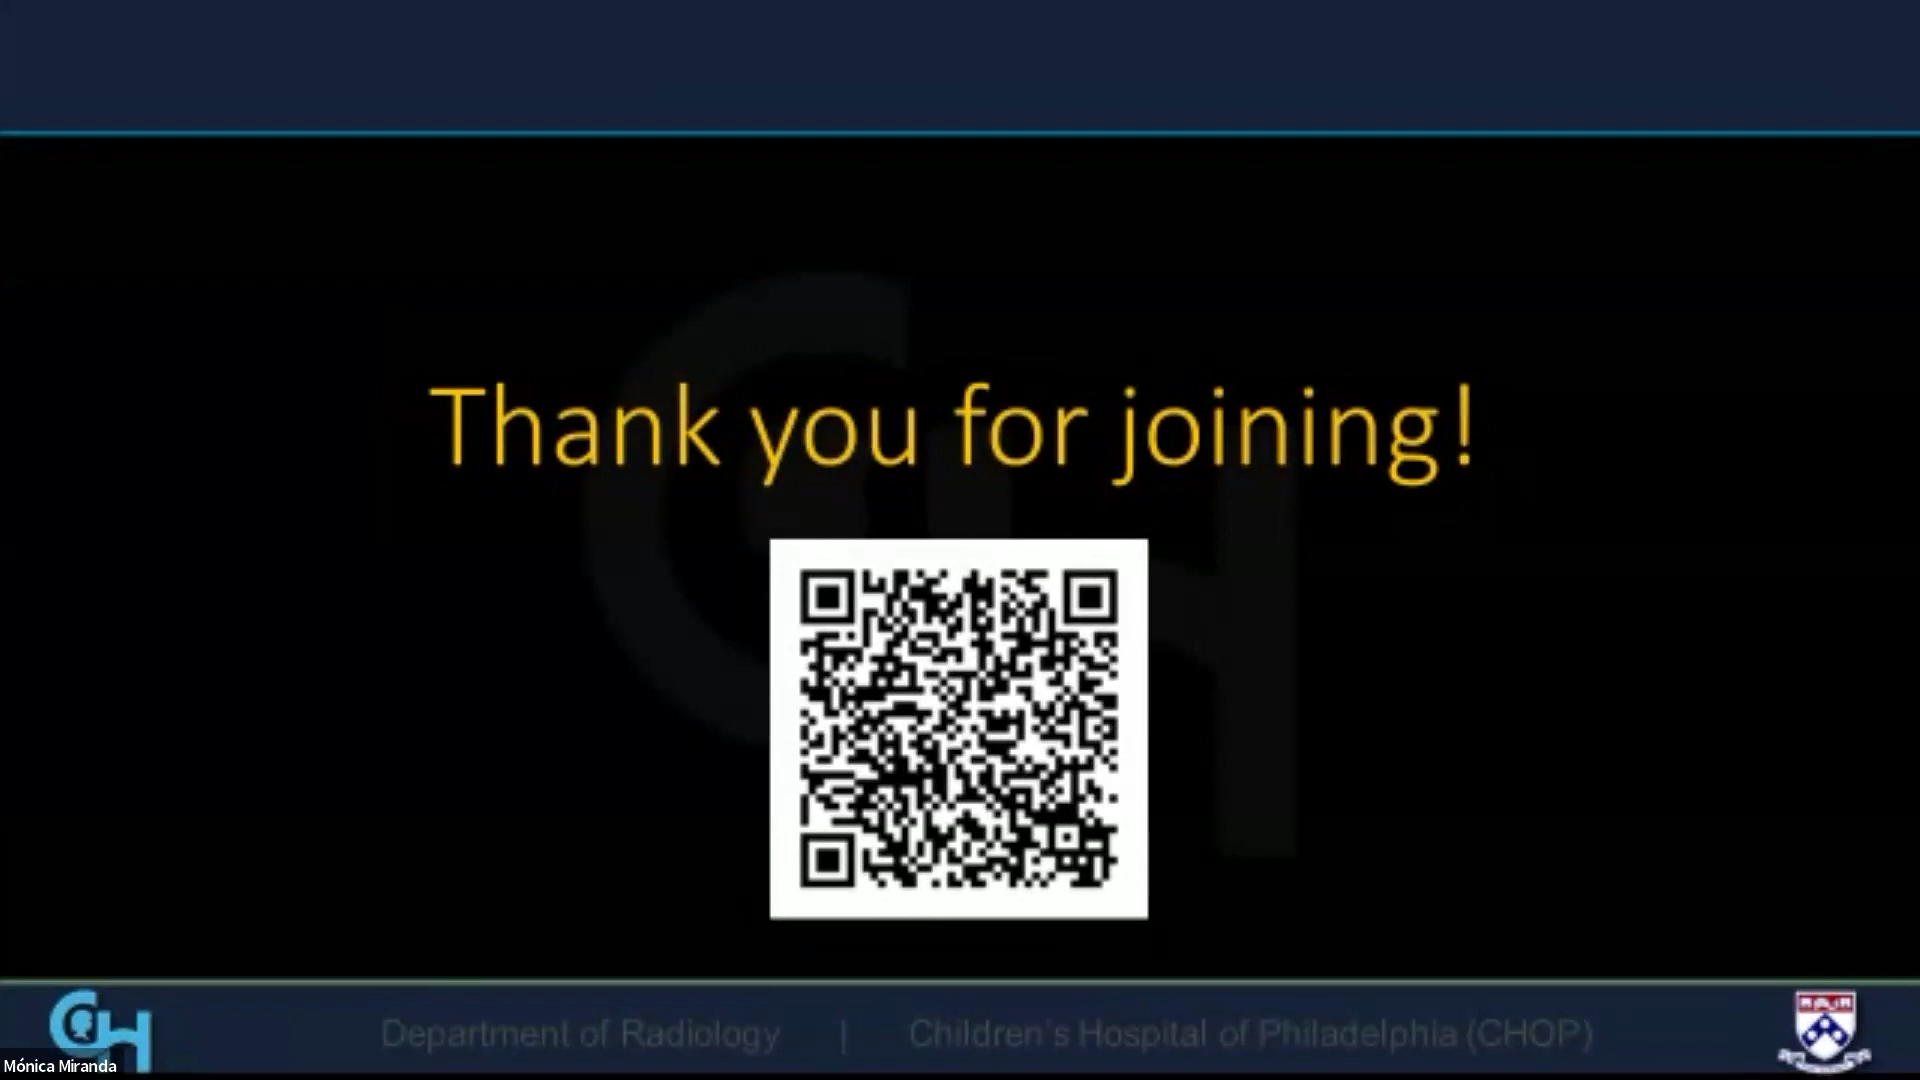 Thank you for joining!
Department of Radiology | Children's Hospital of Philadelphia (CHOP)
Mónica Miranda